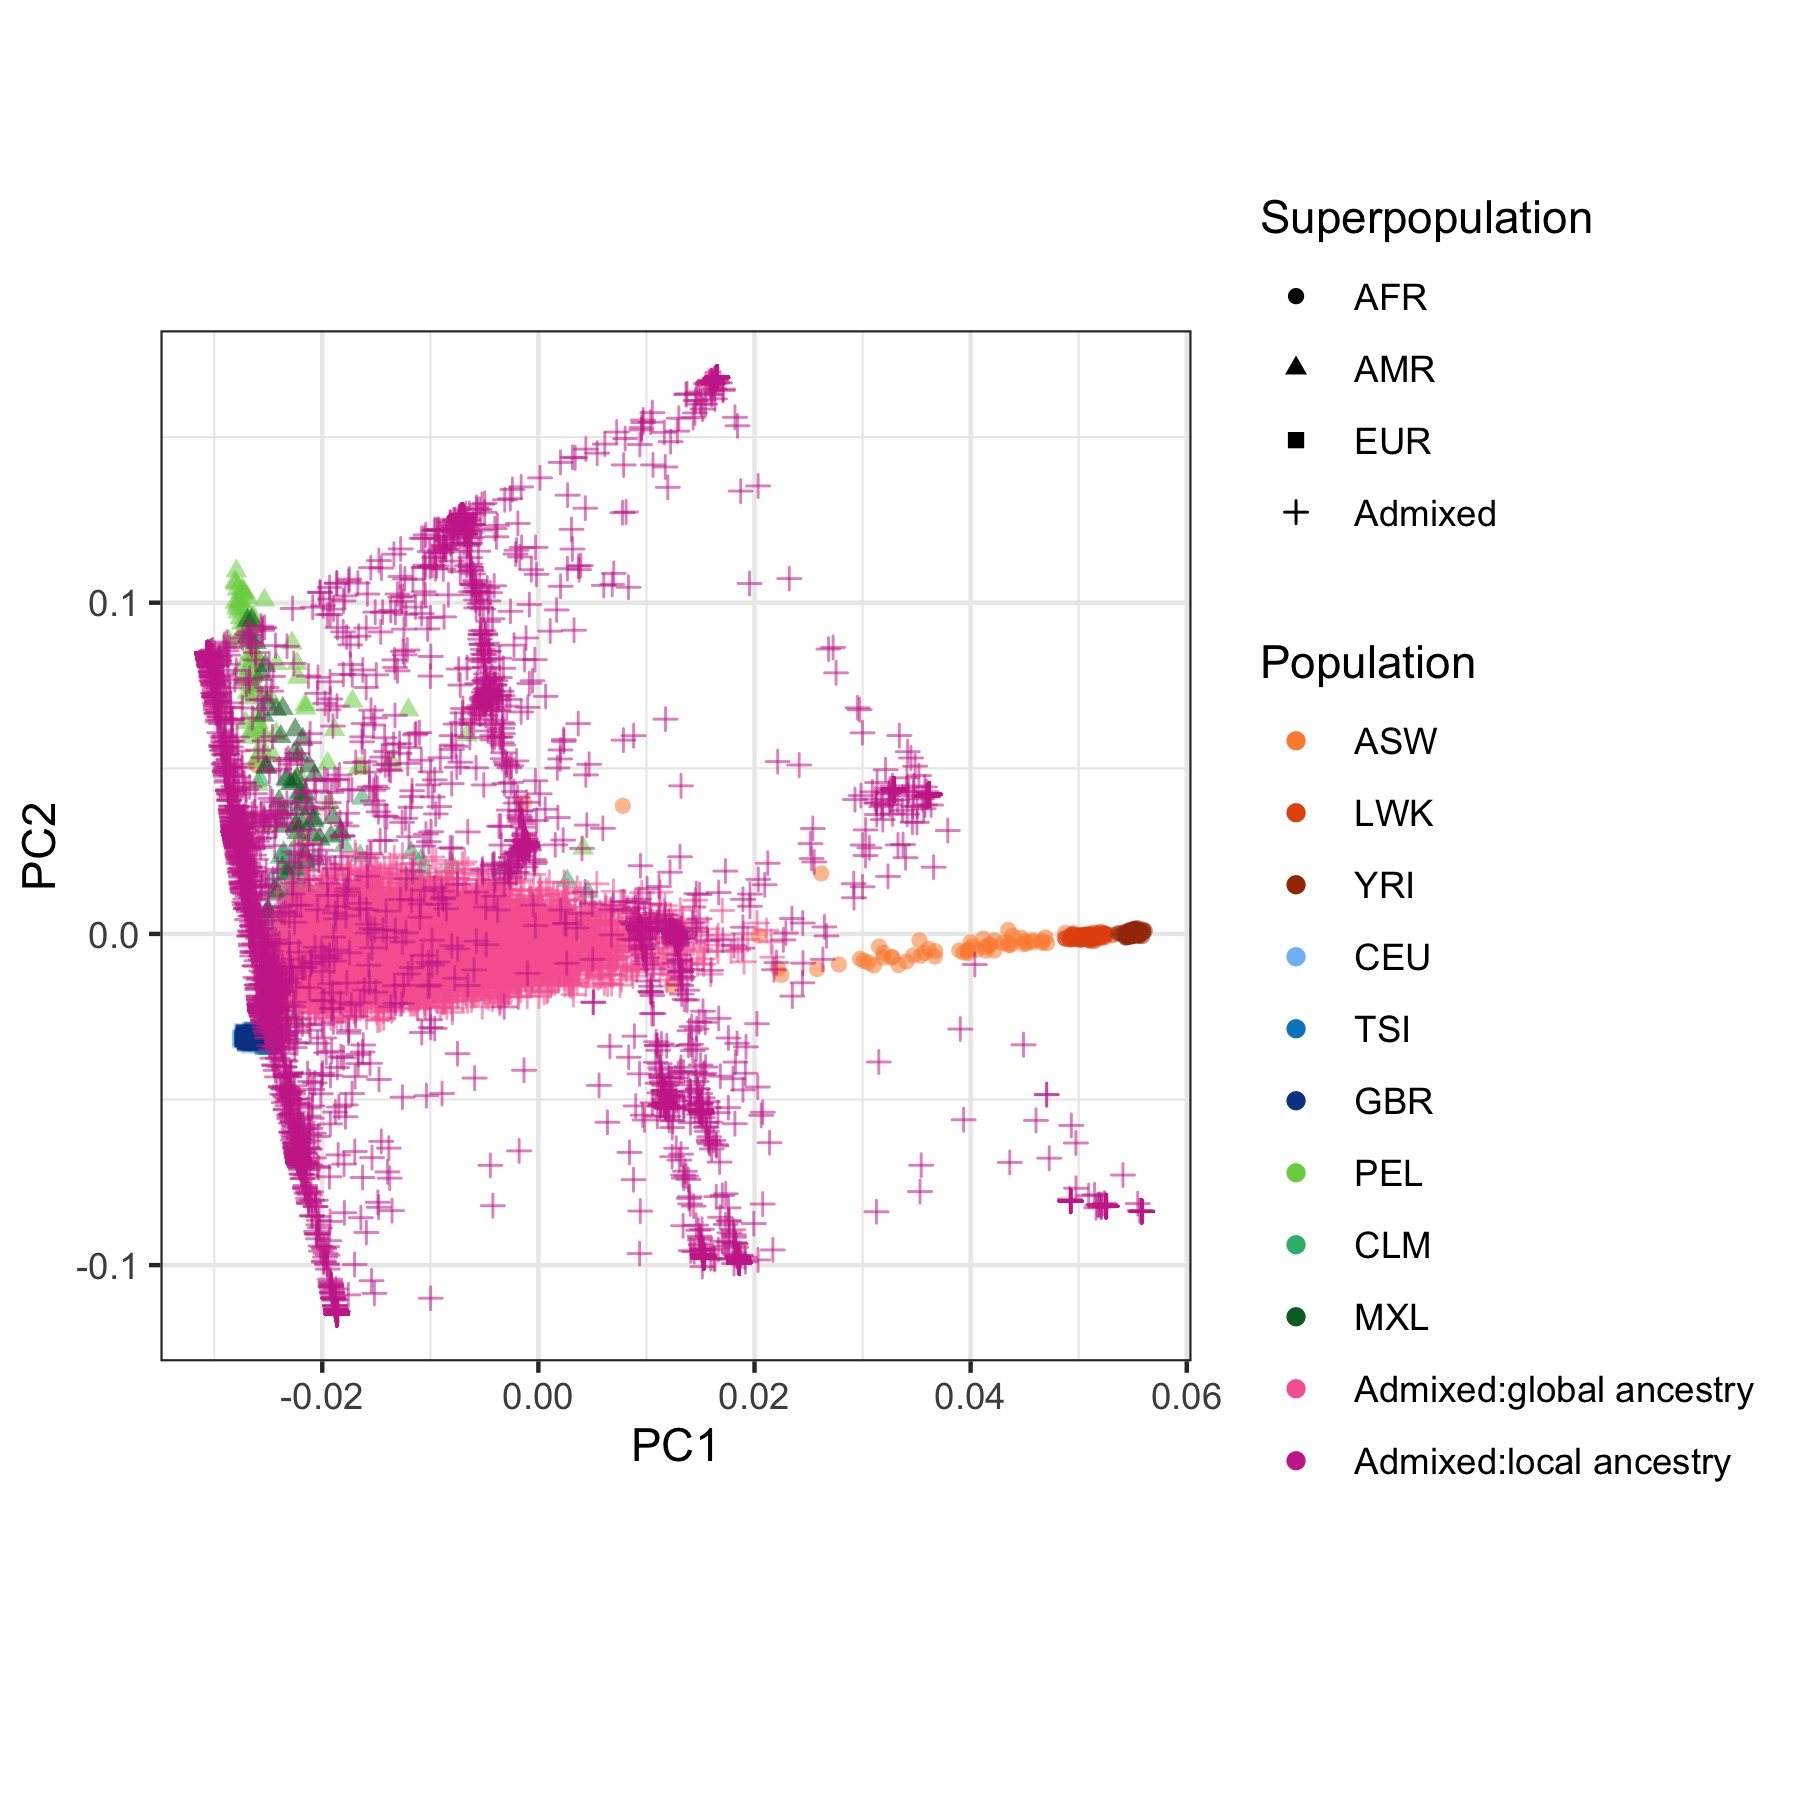 Superpopulation
AFR
AMR
EUR
Admixed
Population
ASW
LWK
YRI
CEU
TSI
GBR
PEL
CLM
MXL
Admixed:global ancestry
Admixed:local ancestry
PC2
0.1
0.0
-0.1
-0.02 0.00 0.02 0.04 0.06
PC1